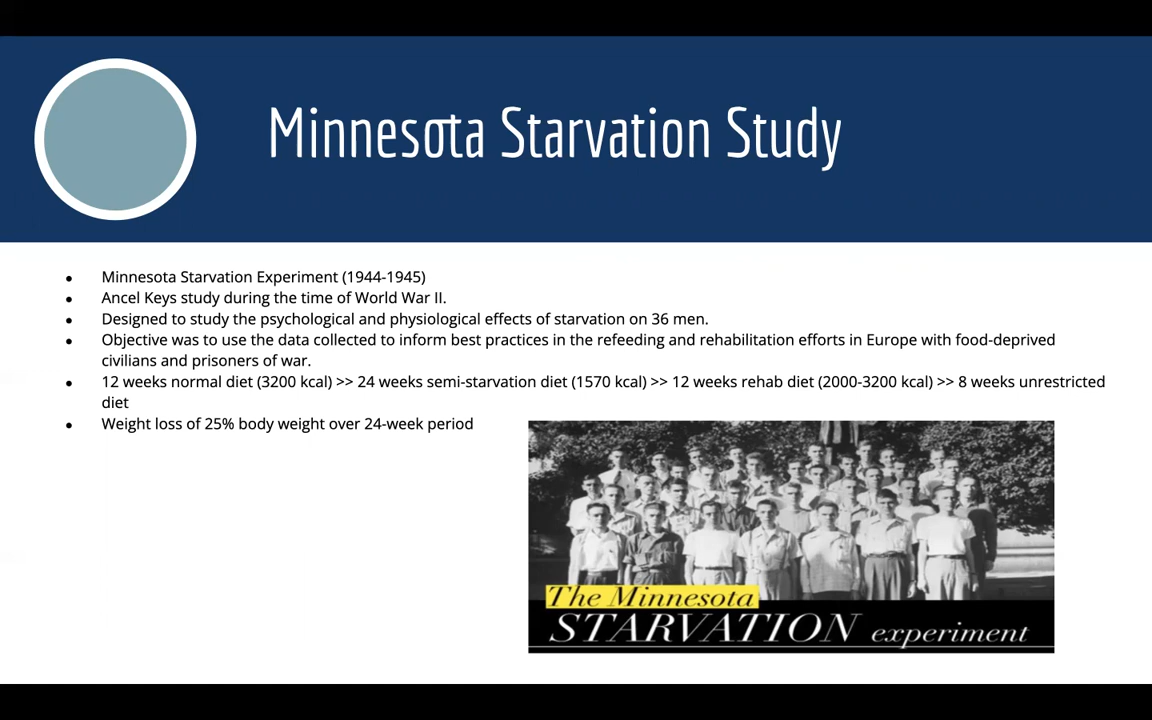 Minnesota Starvation Study
● Minnesota Starvation Experiment (1944-1945)
● Ancel Keys study during the time of World War II.
● Designed to study the psychological and physiological effects of starvation on 36 men.
● Objective was to use the data collected to inform best practices in the refeeding and rehabilitation efforts in Europe with food-deprived
civilians and prisoners of war.
● 12 weeks normal diet (3200 kcal) >> 24 weeks semi-starvation diet (1570 kcal) >> 12 weeks rehab diet (2000-3200 kcal) >> 8 weeks unrestricted
diet
● Weight loss of 25% body weight over 24-week period
The Minnesota
STARVATION experiment